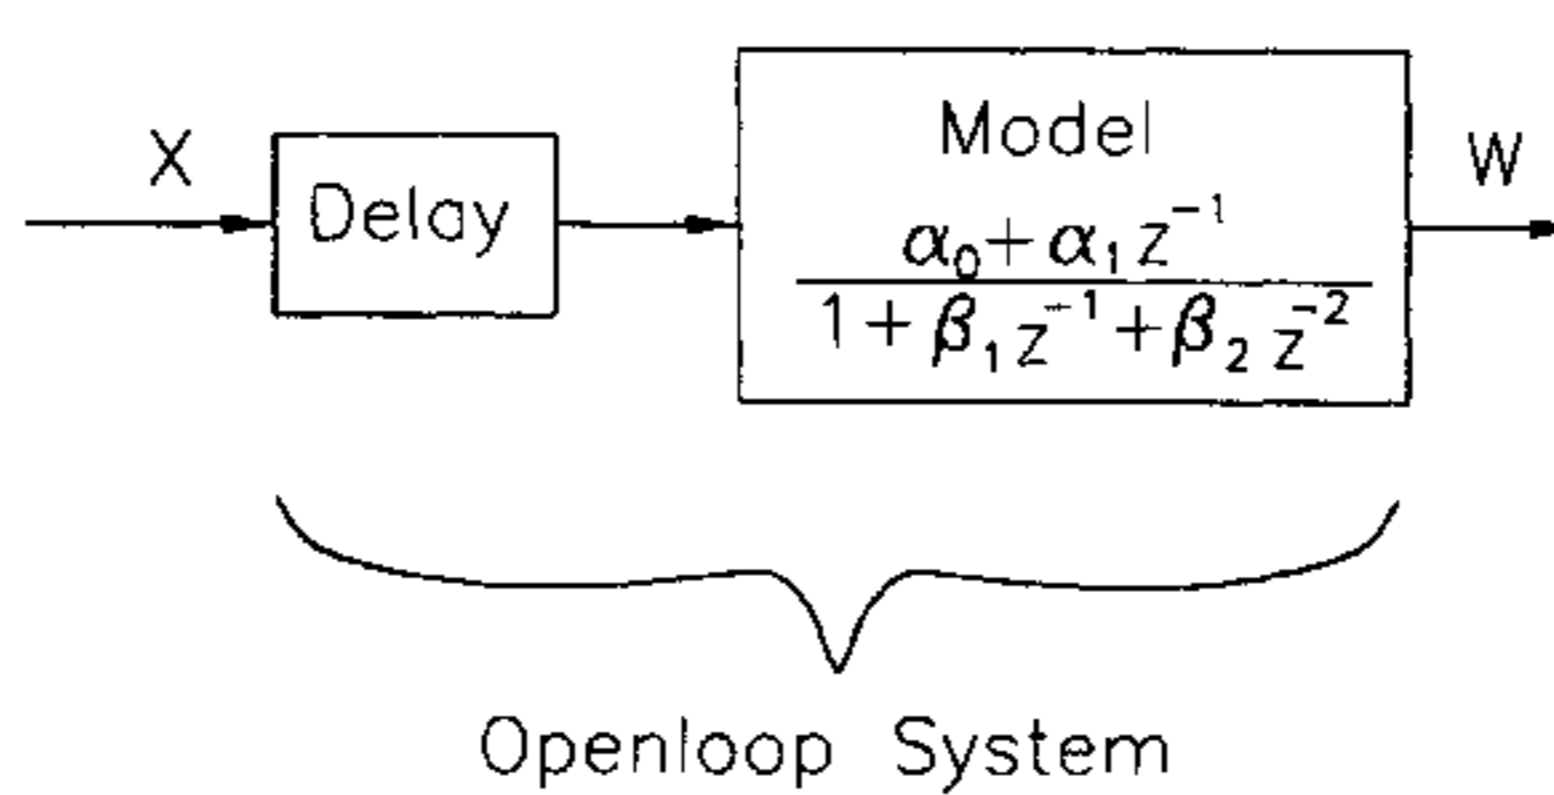 X
Delay
Model
α₀+α₁z⁻¹
1+β₁z⁻¹+β₂z⁻²
W
Openloop System